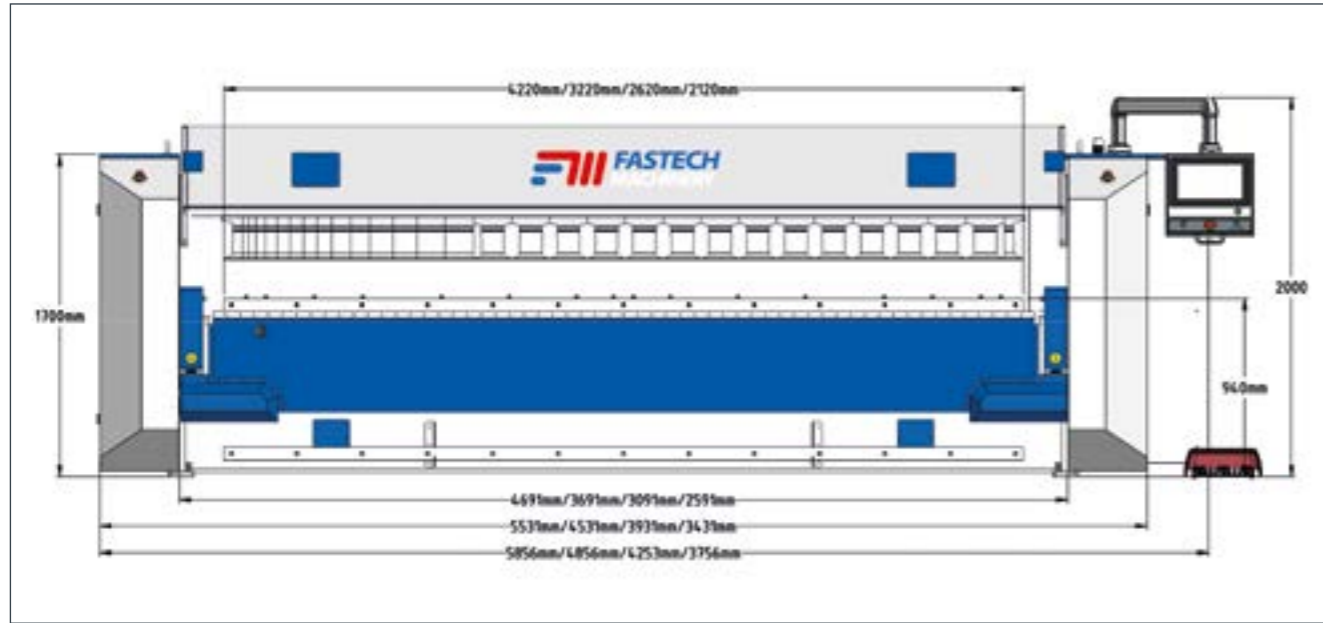 4220mm/3220mm/2620mm/2120mm
FASTECH
MACHINERY
1700mm
2000
940mm
4691mm/3691mm/3091mm/2591mm
5531mm/4531mm/3931mm/3431mm
5856mm/4856mm/4253mm/3756mm